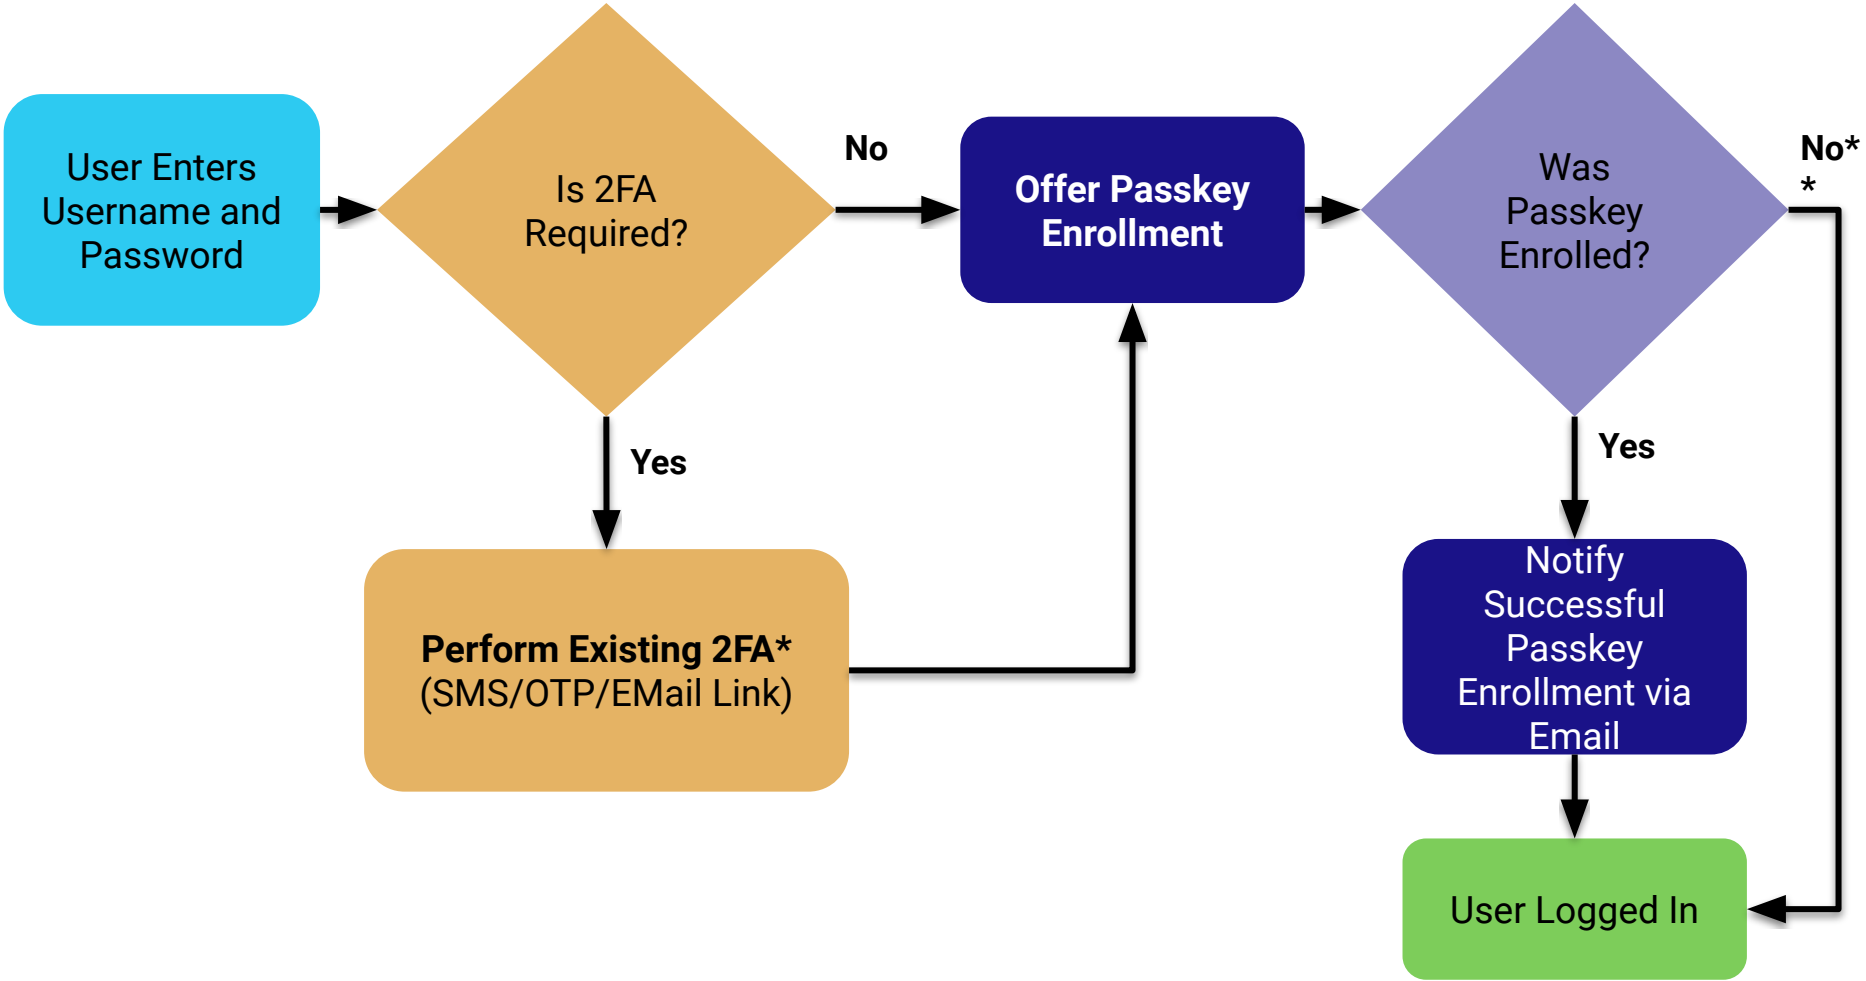 User Enters
Username and
Password
Is 2FA
Required?
No
Offer Passkey
Enrollment
Was
Passkey
Enrolled?
No*
*
Yes
Yes
Perform Existing 2FA*
(SMS/OTP/EMail Link)
Notify
Successful
Passkey
Enrollment via
Email
User Logged In